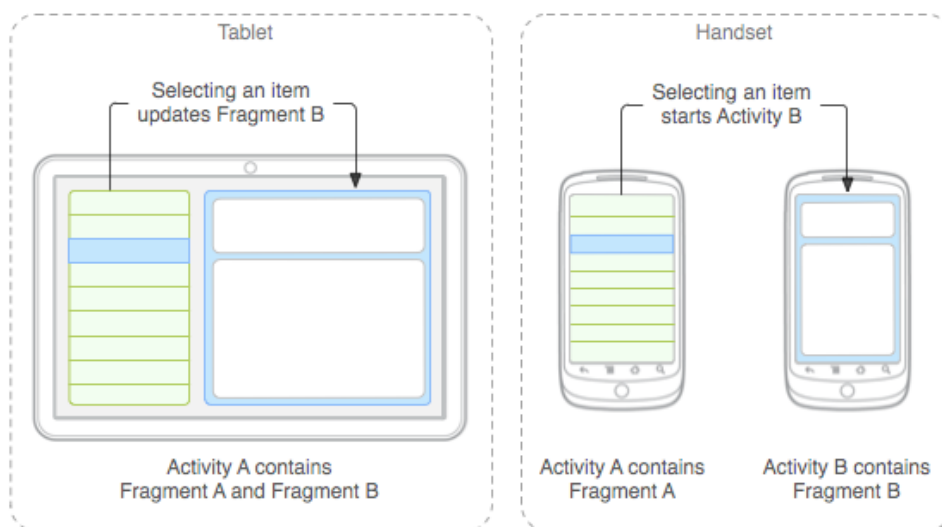 Tablet
Selecting an item
updates Fragment B
Activity A contains
Fragment A and Fragment B
Handset
Selecting an item
starts Activity B
Activity A contains
Fragment A
Activity B contains
Fragment B